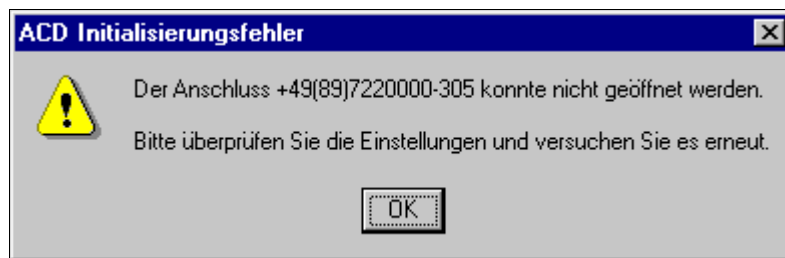 ACD Initialisierungsfehler
Der Anschluss +49(89)7220000-305 konnte nicht geöffnet werden.
Bitte überprüfen Sie die Einstellungen und versuchen Sie es erneut.
OK